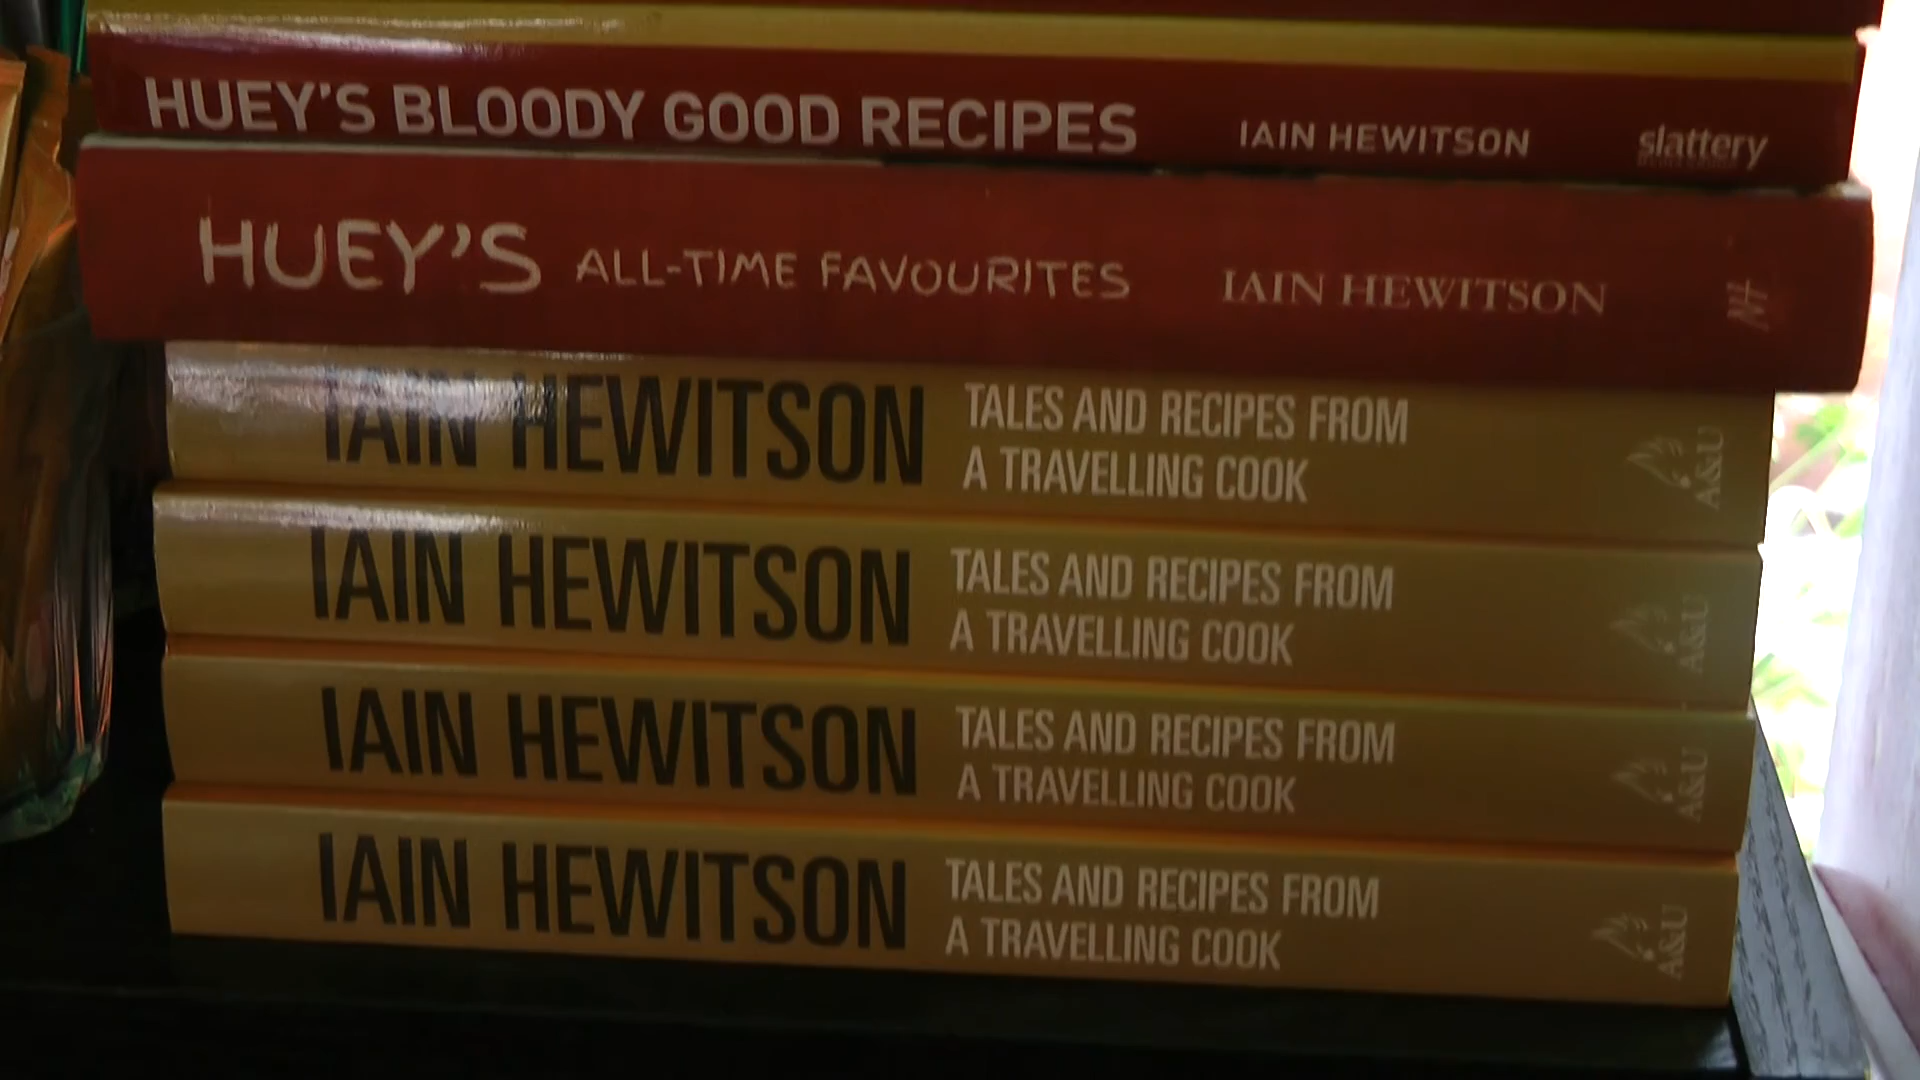 HUEY'S BLOODY GOOD RECIPES IAIN HEWITSON slattery
HUEY'S ALL-TIME FAVOURITES IAIN HEWITSON NH
IAIN HEWITSON TALES AND RECIPES FROM
A TRAVELLING COOK A&U
IAIN HEWITSON TALES AND RECIPES FROM
A TRAVELLING COOK A&U
IAIN HEWITSON TALES AND RECIPES FROM
A TRAVELLING COOK A&U
IAIN HEWITSON TALES AND RECIPES FROM
A TRAVELLING COOK A&U